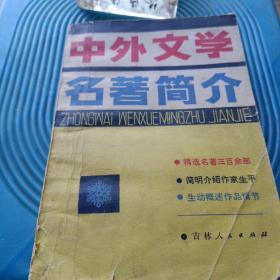 中外文学
名著简介
ZHONGWAI WENXUEMINGZHU JIANJIE
●精选名著三百余部
●简明介绍作家生平
●生动概述作品情节
●吉林人民出版社